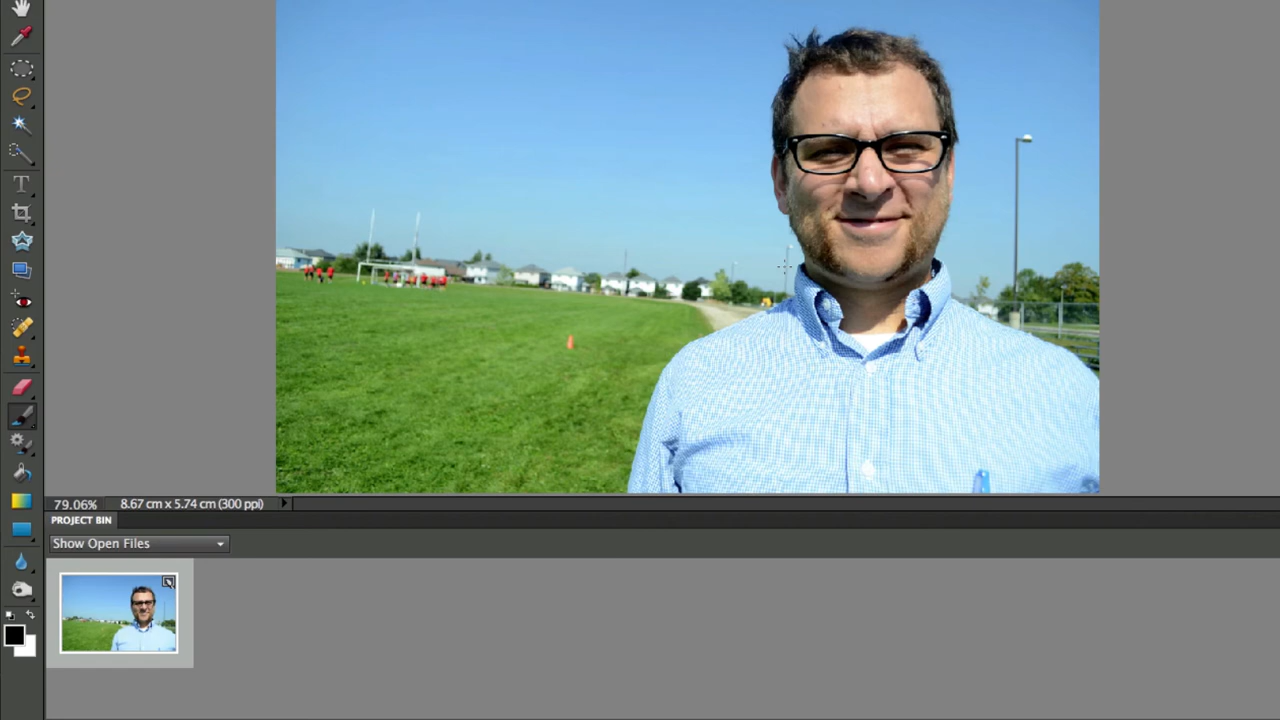 T
79.06% 8.67 cm x 5.74 cm (300 ppi)
PROJECT BIN
Show Open Files